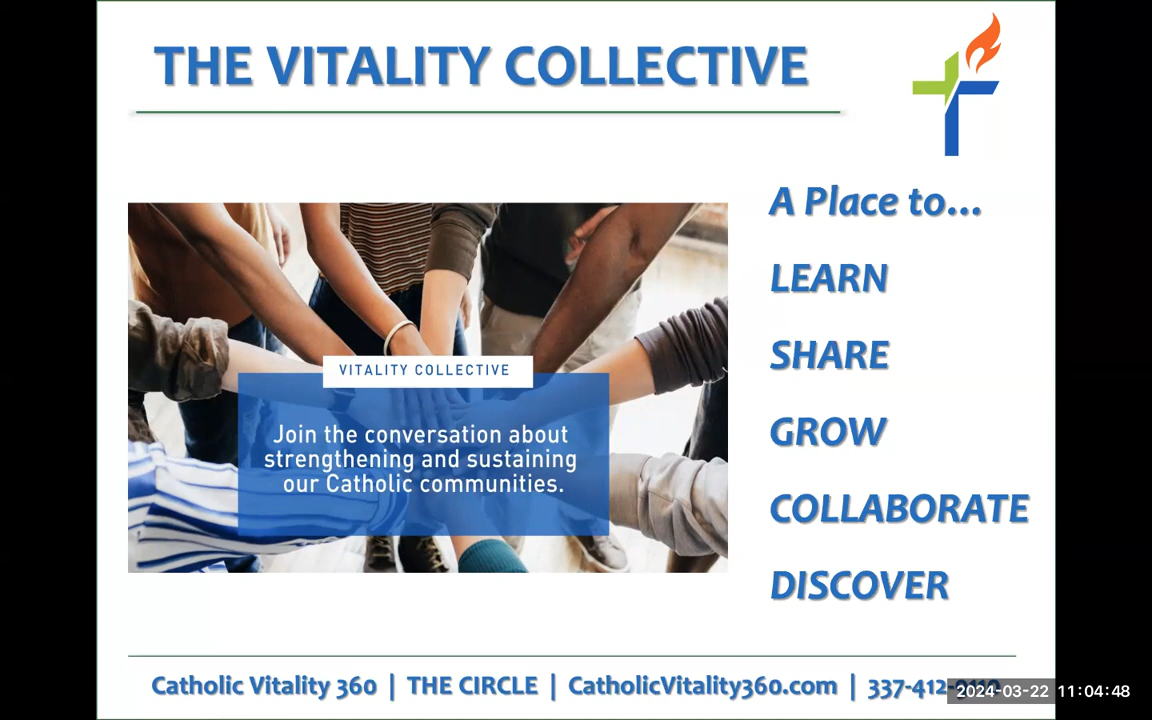 THE VITALITY COLLECTIVE
A Place to...
LEARN
SHARE
GROW
COLLABORATE
DISCOVER
VITALITY COLLECTIVE
Join the conversation about
strengthening and sustaining
our Catholic communities.
Catholic Vitality 360 | THE CIRCLE | CatholicVitality360.com | 337-412-
2024-03-22 11:04:48